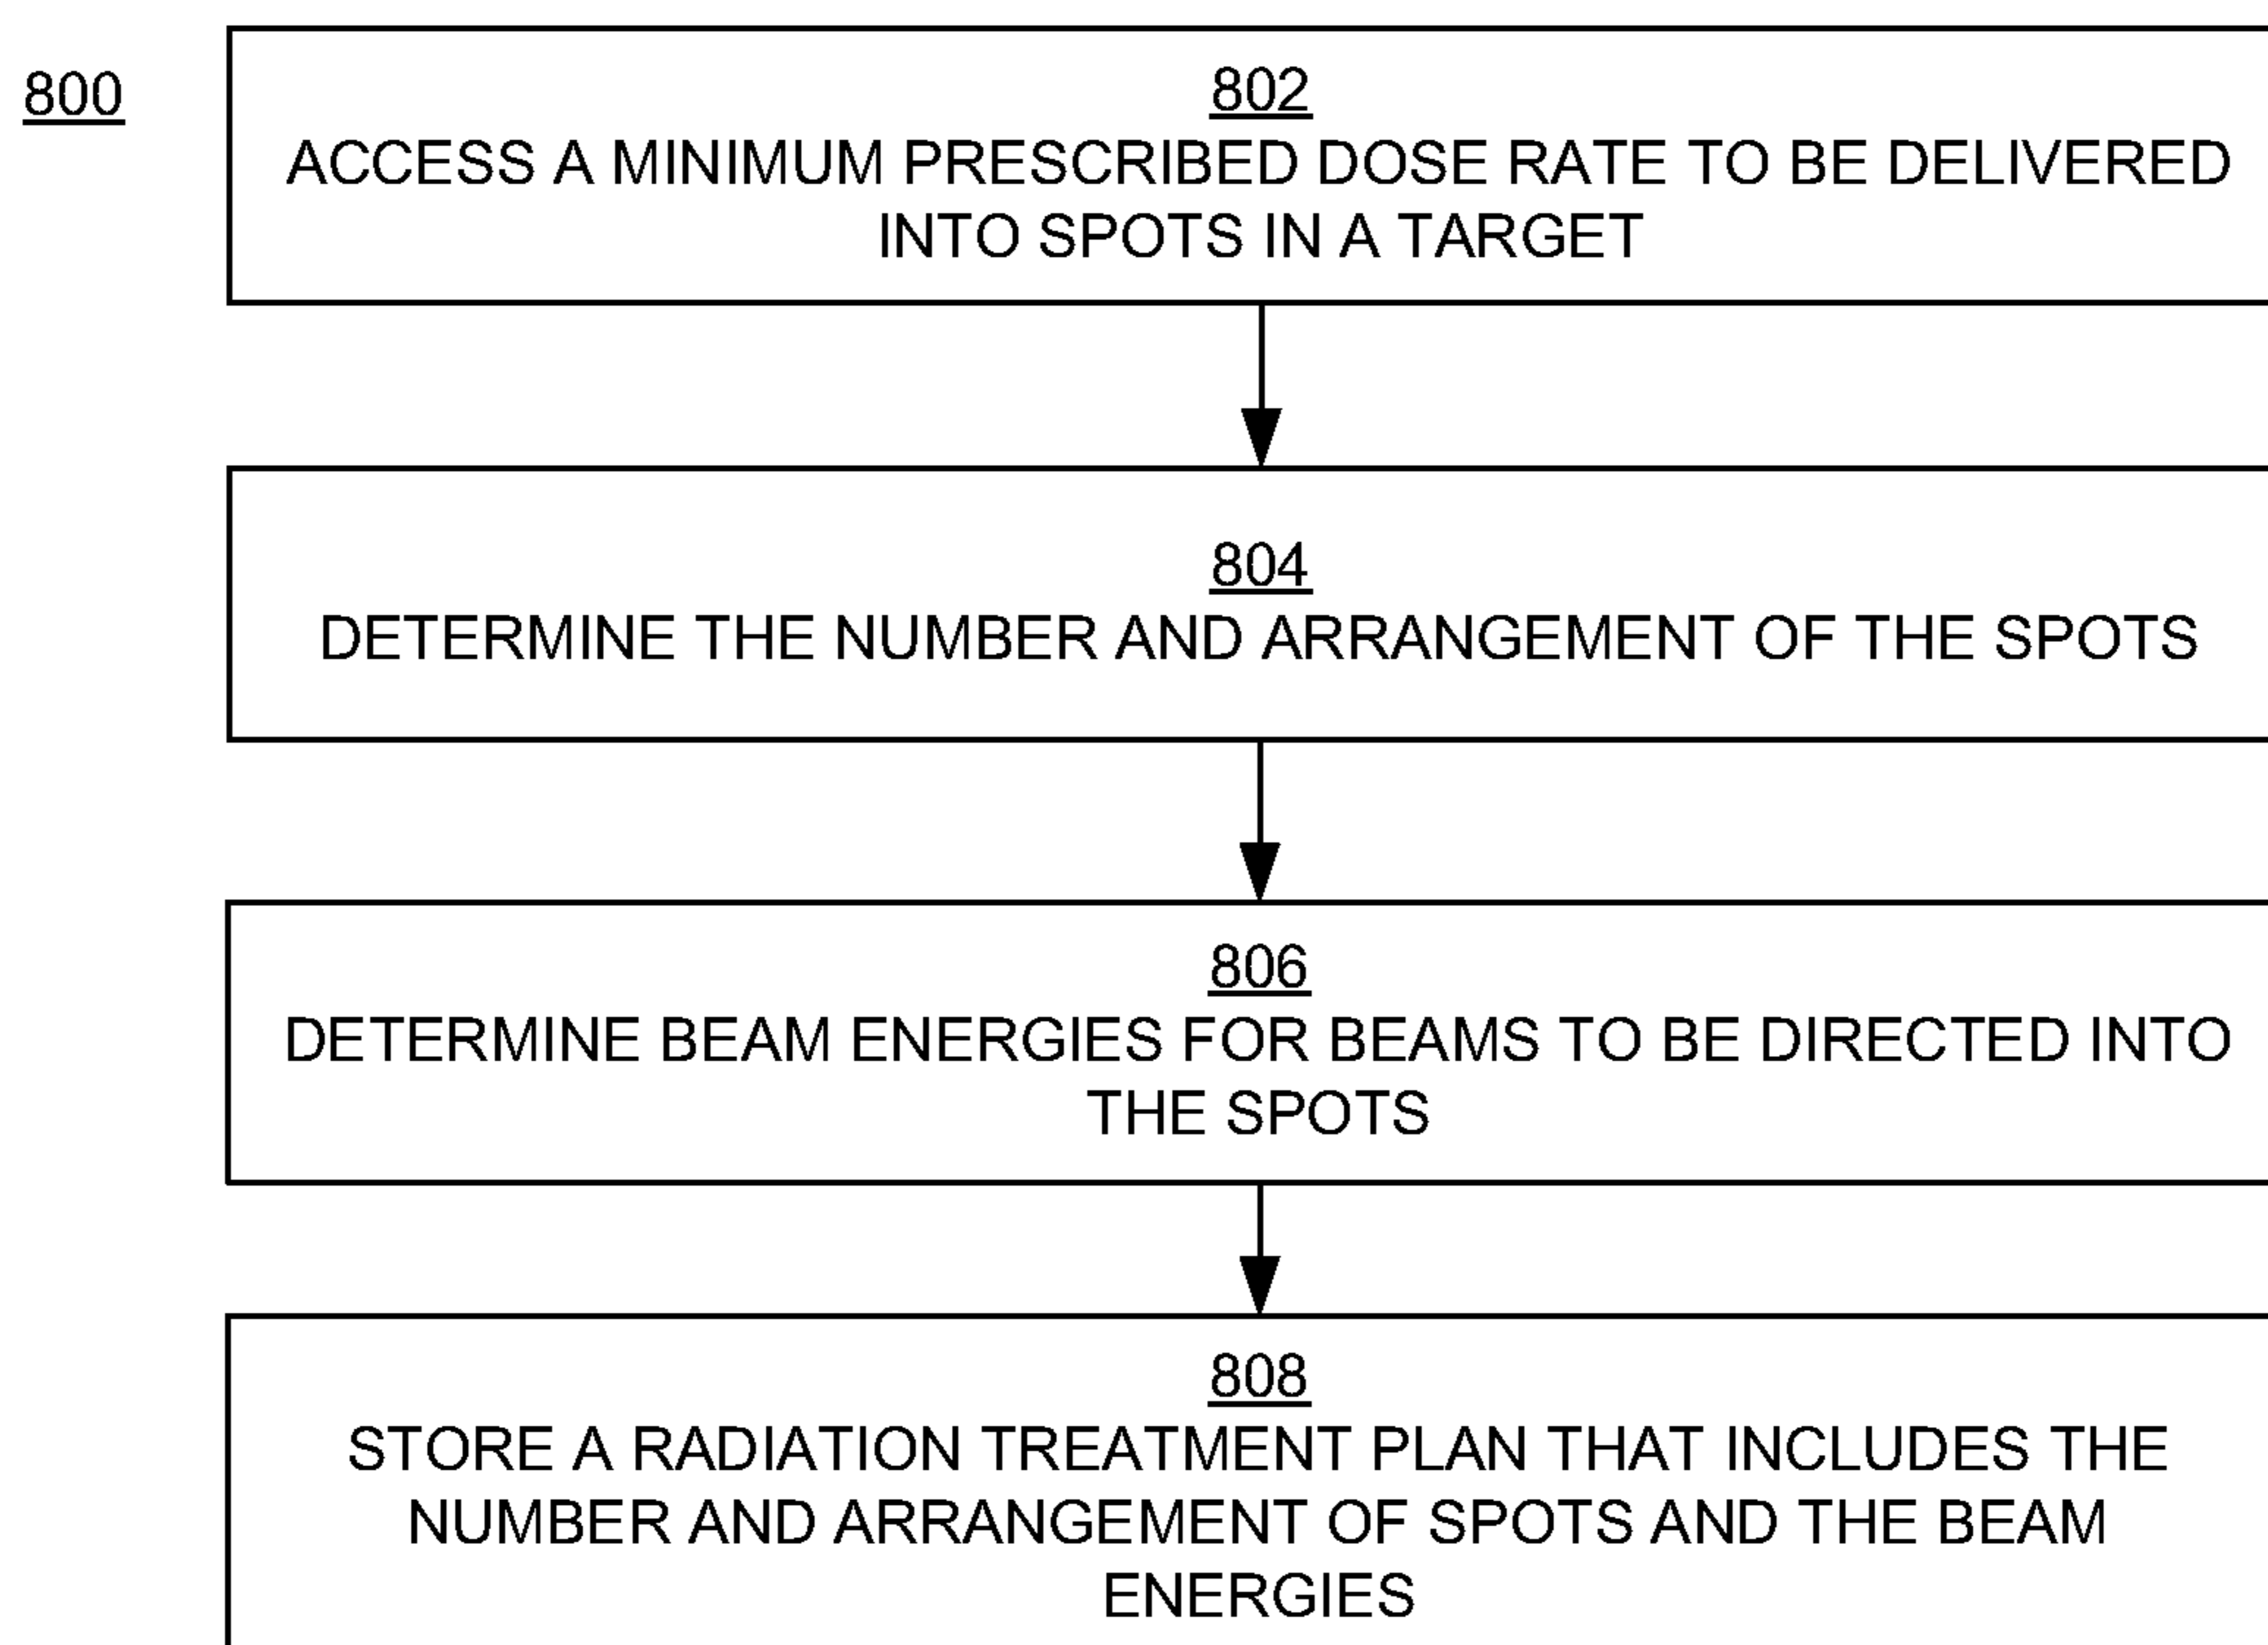 800
802
ACCESS A MINIMUM PRESCRIBED DOSE RATE TO BE DELIVERED
INTO SPOTS IN A TARGET
804
DETERMINE THE NUMBER AND ARRANGEMENT OF THE SPOTS
806
DETERMINE BEAM ENERGIES FOR BEAMS TO BE DIRECTED INTO
THE SPOTS
808
STORE A RADIATION TREATMENT PLAN THAT INCLUDES THE
NUMBER AND ARRANGEMENT OF SPOTS AND THE BEAM
ENERGIES